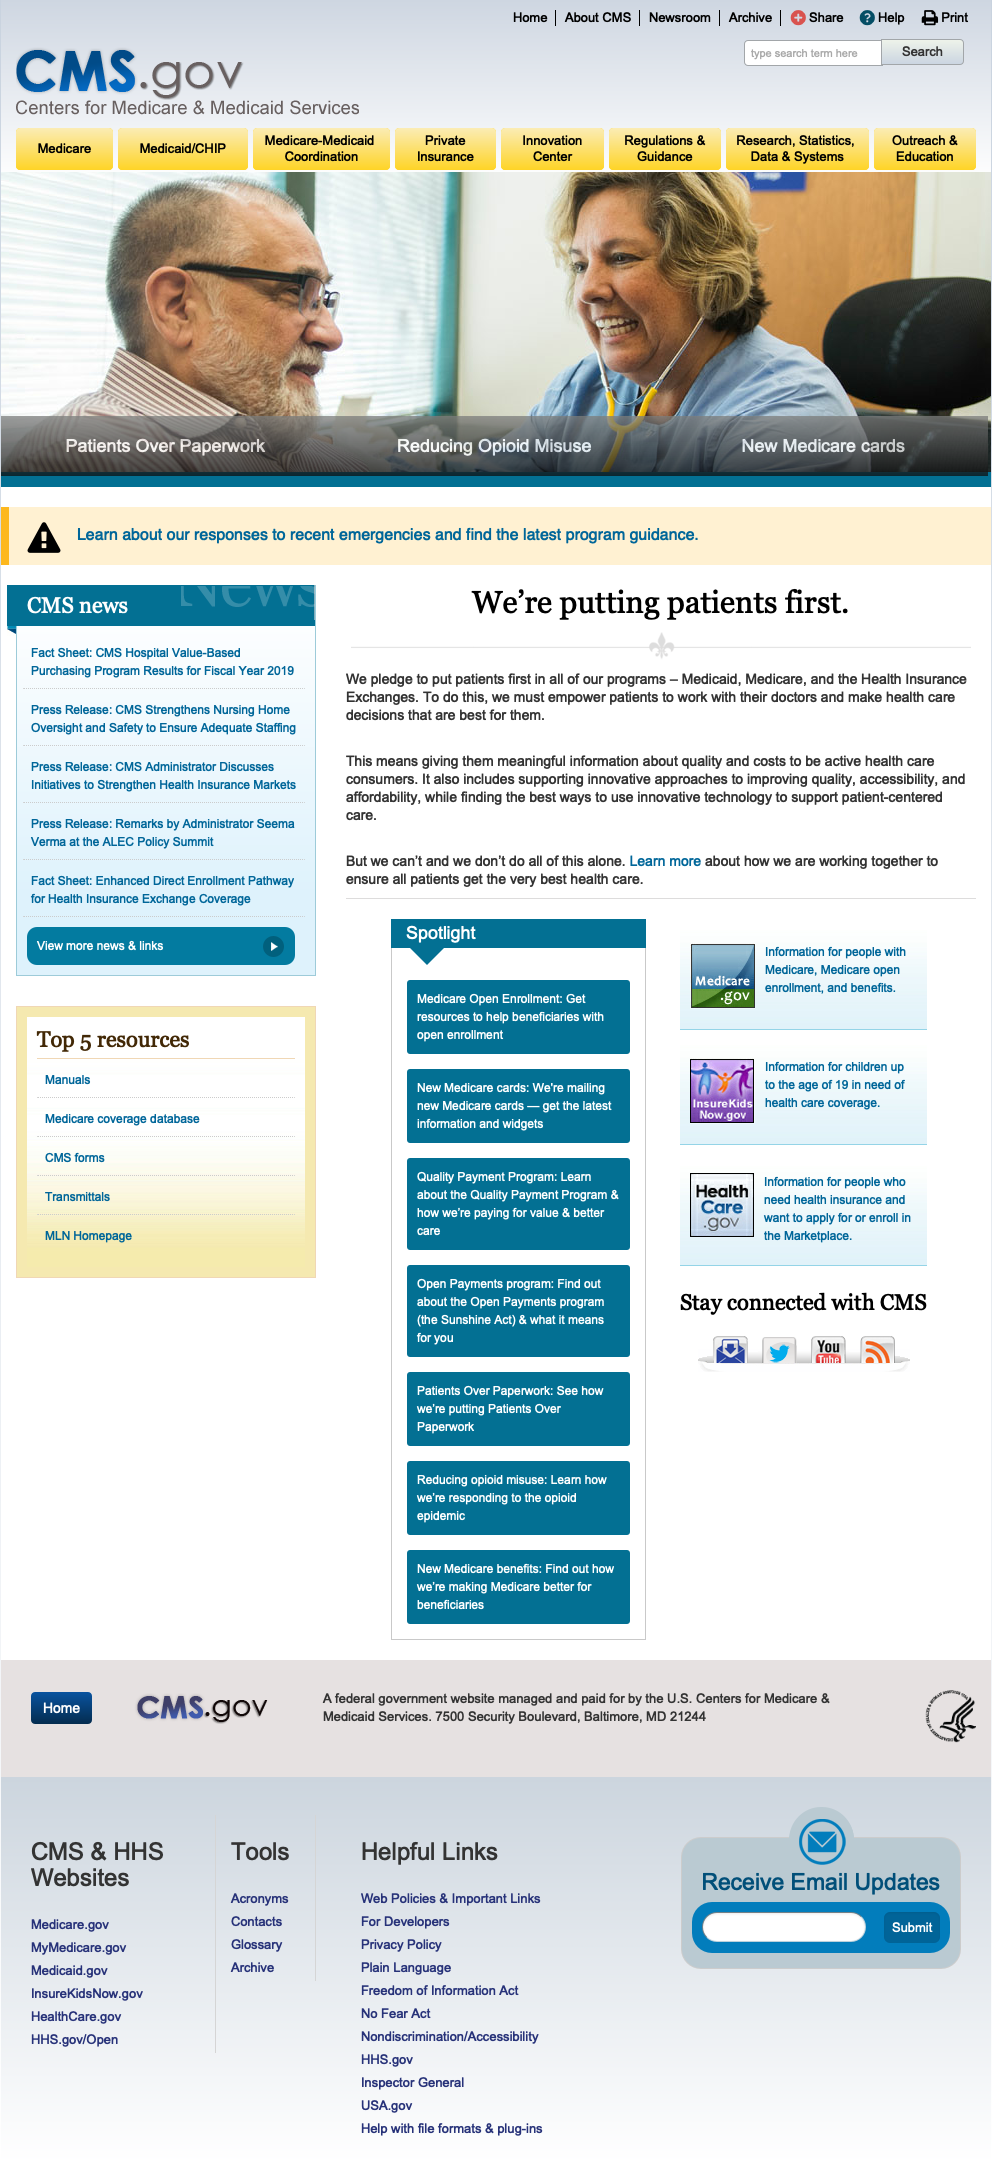 Home About CMS Newsroom Archive Share Help Print
type search term here Search
CMS.gov
Centers for Medicare & Medicaid Services
Medicare
Medicaid/CHIP
Medicare-Medicaid
Coordination
Private
Insurance
Innovation
Center
Regulations &
Guidance
Research, Statistics,
Data & Systems
Outreach &
Education
Patients Over Paperwork
Reducing Opioid Misuse
New Medicare cards
Learn about our responses to recent emergencies and find the latest program guidance.
CMS news
News
Fact Sheet: CMS Hospital Value-Based
Purchasing Program Results for Fiscal Year 2019
Press Release: CMS Strengthens Nursing Home
Oversight and Safety to Ensure Adequate Staffing
Press Release: CMS Administrator Discusses
Initiatives to Strengthen Health Insurance Markets
Press Release: Remarks by Administrator Seema
Verma at the ALEC Policy Summit
Fact Sheet: Enhanced Direct Enrollment Pathway
for Health Insurance Exchange Coverage
View more news & links
Top 5 resources
Manuals
Medicare coverage database
CMS forms
Transmittals
MLN Homepage
We’re putting patients first.
We pledge to put patients first in all of our programs – Medicaid, Medicare, and the Health Insurance
Exchanges. To do this, we must empower patients to work with their doctors and make health care
decisions that are best for them.
This means giving them meaningful information about quality and costs to be active health care
consumers. It also includes supporting innovative approaches to improving quality, accessibility, and
affordability, while finding the best ways to use innovative technology to support patient-centered
care.
But we can’t and we don’t do all of this alone. Learn more about how we are working together to
ensure all patients get the very best health care.
Spotlight
Medicare Open Enrollment: Get
resources to help beneficiaries with
open enrollment
New Medicare cards: We're mailing
new Medicare cards — get the latest
information and widgets
Quality Payment Program: Learn
about the Quality Payment Program &
how we’re paying for value & better
care
Open Payments program: Find out
about the Open Payments program
(the Sunshine Act) & what it means
for you
Patients Over Paperwork: See how
we’re putting Patients Over
Paperwork
Reducing opioid misuse: Learn how
we’re responding to the opioid
epidemic
New Medicare benefits: Find out how
we’re making Medicare better for
beneficiaries
Medicare
.gov
Information for people with
Medicare, Medicare open
enrollment, and benefits.
InsureKids
Now.gov
Information for children up
to the age of 19 in need of
health care coverage.
Health
Care
.gov
Information for people who
need health insurance and
want to apply for or enroll in
the Marketplace.
Stay connected with CMS
You
Tube
Home
CMS.gov
A federal government website managed and paid for by the U.S. Centers for Medicare &
Medicaid Services. 7500 Security Boulevard, Baltimore, MD 21244
CMS & HHS
Websites
Medicare.gov
MyMedicare.gov
Medicaid.gov
InsureKidsNow.gov
HealthCare.gov
HHS.gov/Open
Tools
Acronyms
Contacts
Glossary
Archive
Helpful Links
Web Policies & Important Links
For Developers
Privacy Policy
Plain Language
Freedom of Information Act
No Fear Act
Nondiscrimination/Accessibility
HHS.gov
Inspector General
USA.gov
Help with file formats & plug-ins
Receive Email Updates
Submit